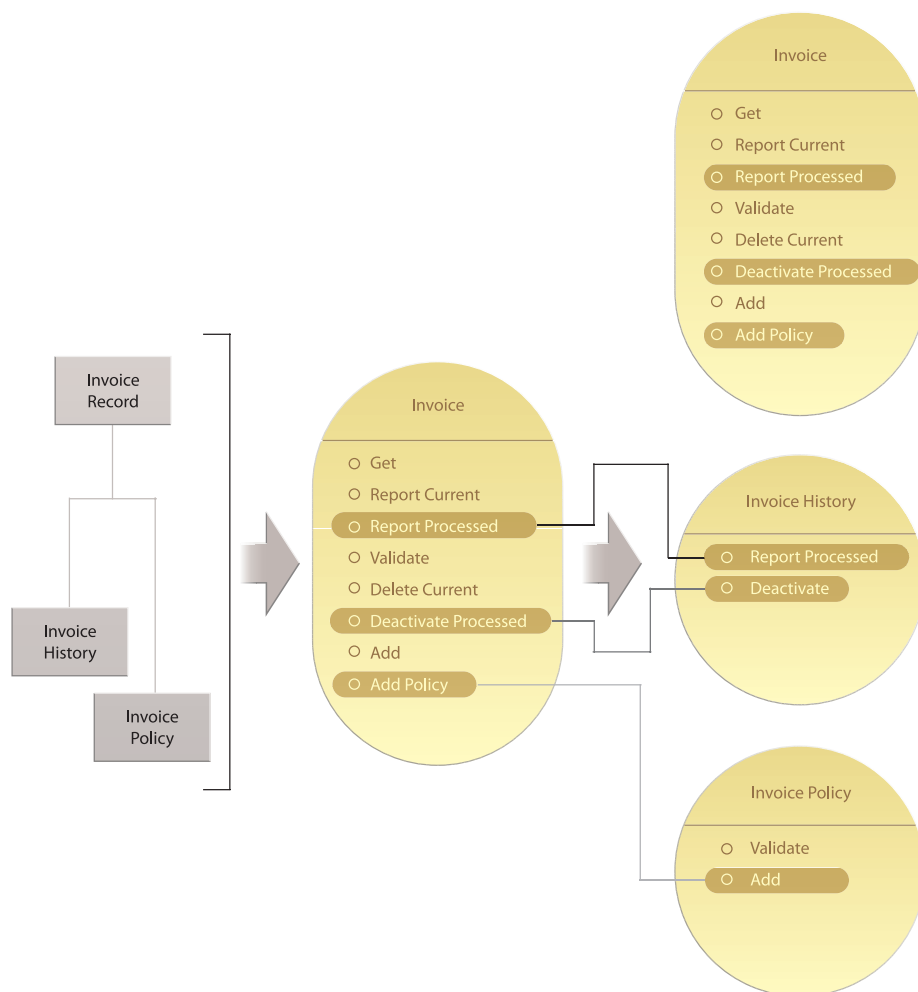 Invoice
Record
Invoice
History
Invoice
Policy
Invoice
Get
Report Current
Report Processed
Validate
Delete Current
Deactivate Processed
Add
Add Policy
Invoice
Get
Report Current
Report Processed
Validate
Delete Current
Deactivate Processed
Add
Add Policy
Invoice History
Report Processed
Deactivate
Invoice Policy
Validate
Add